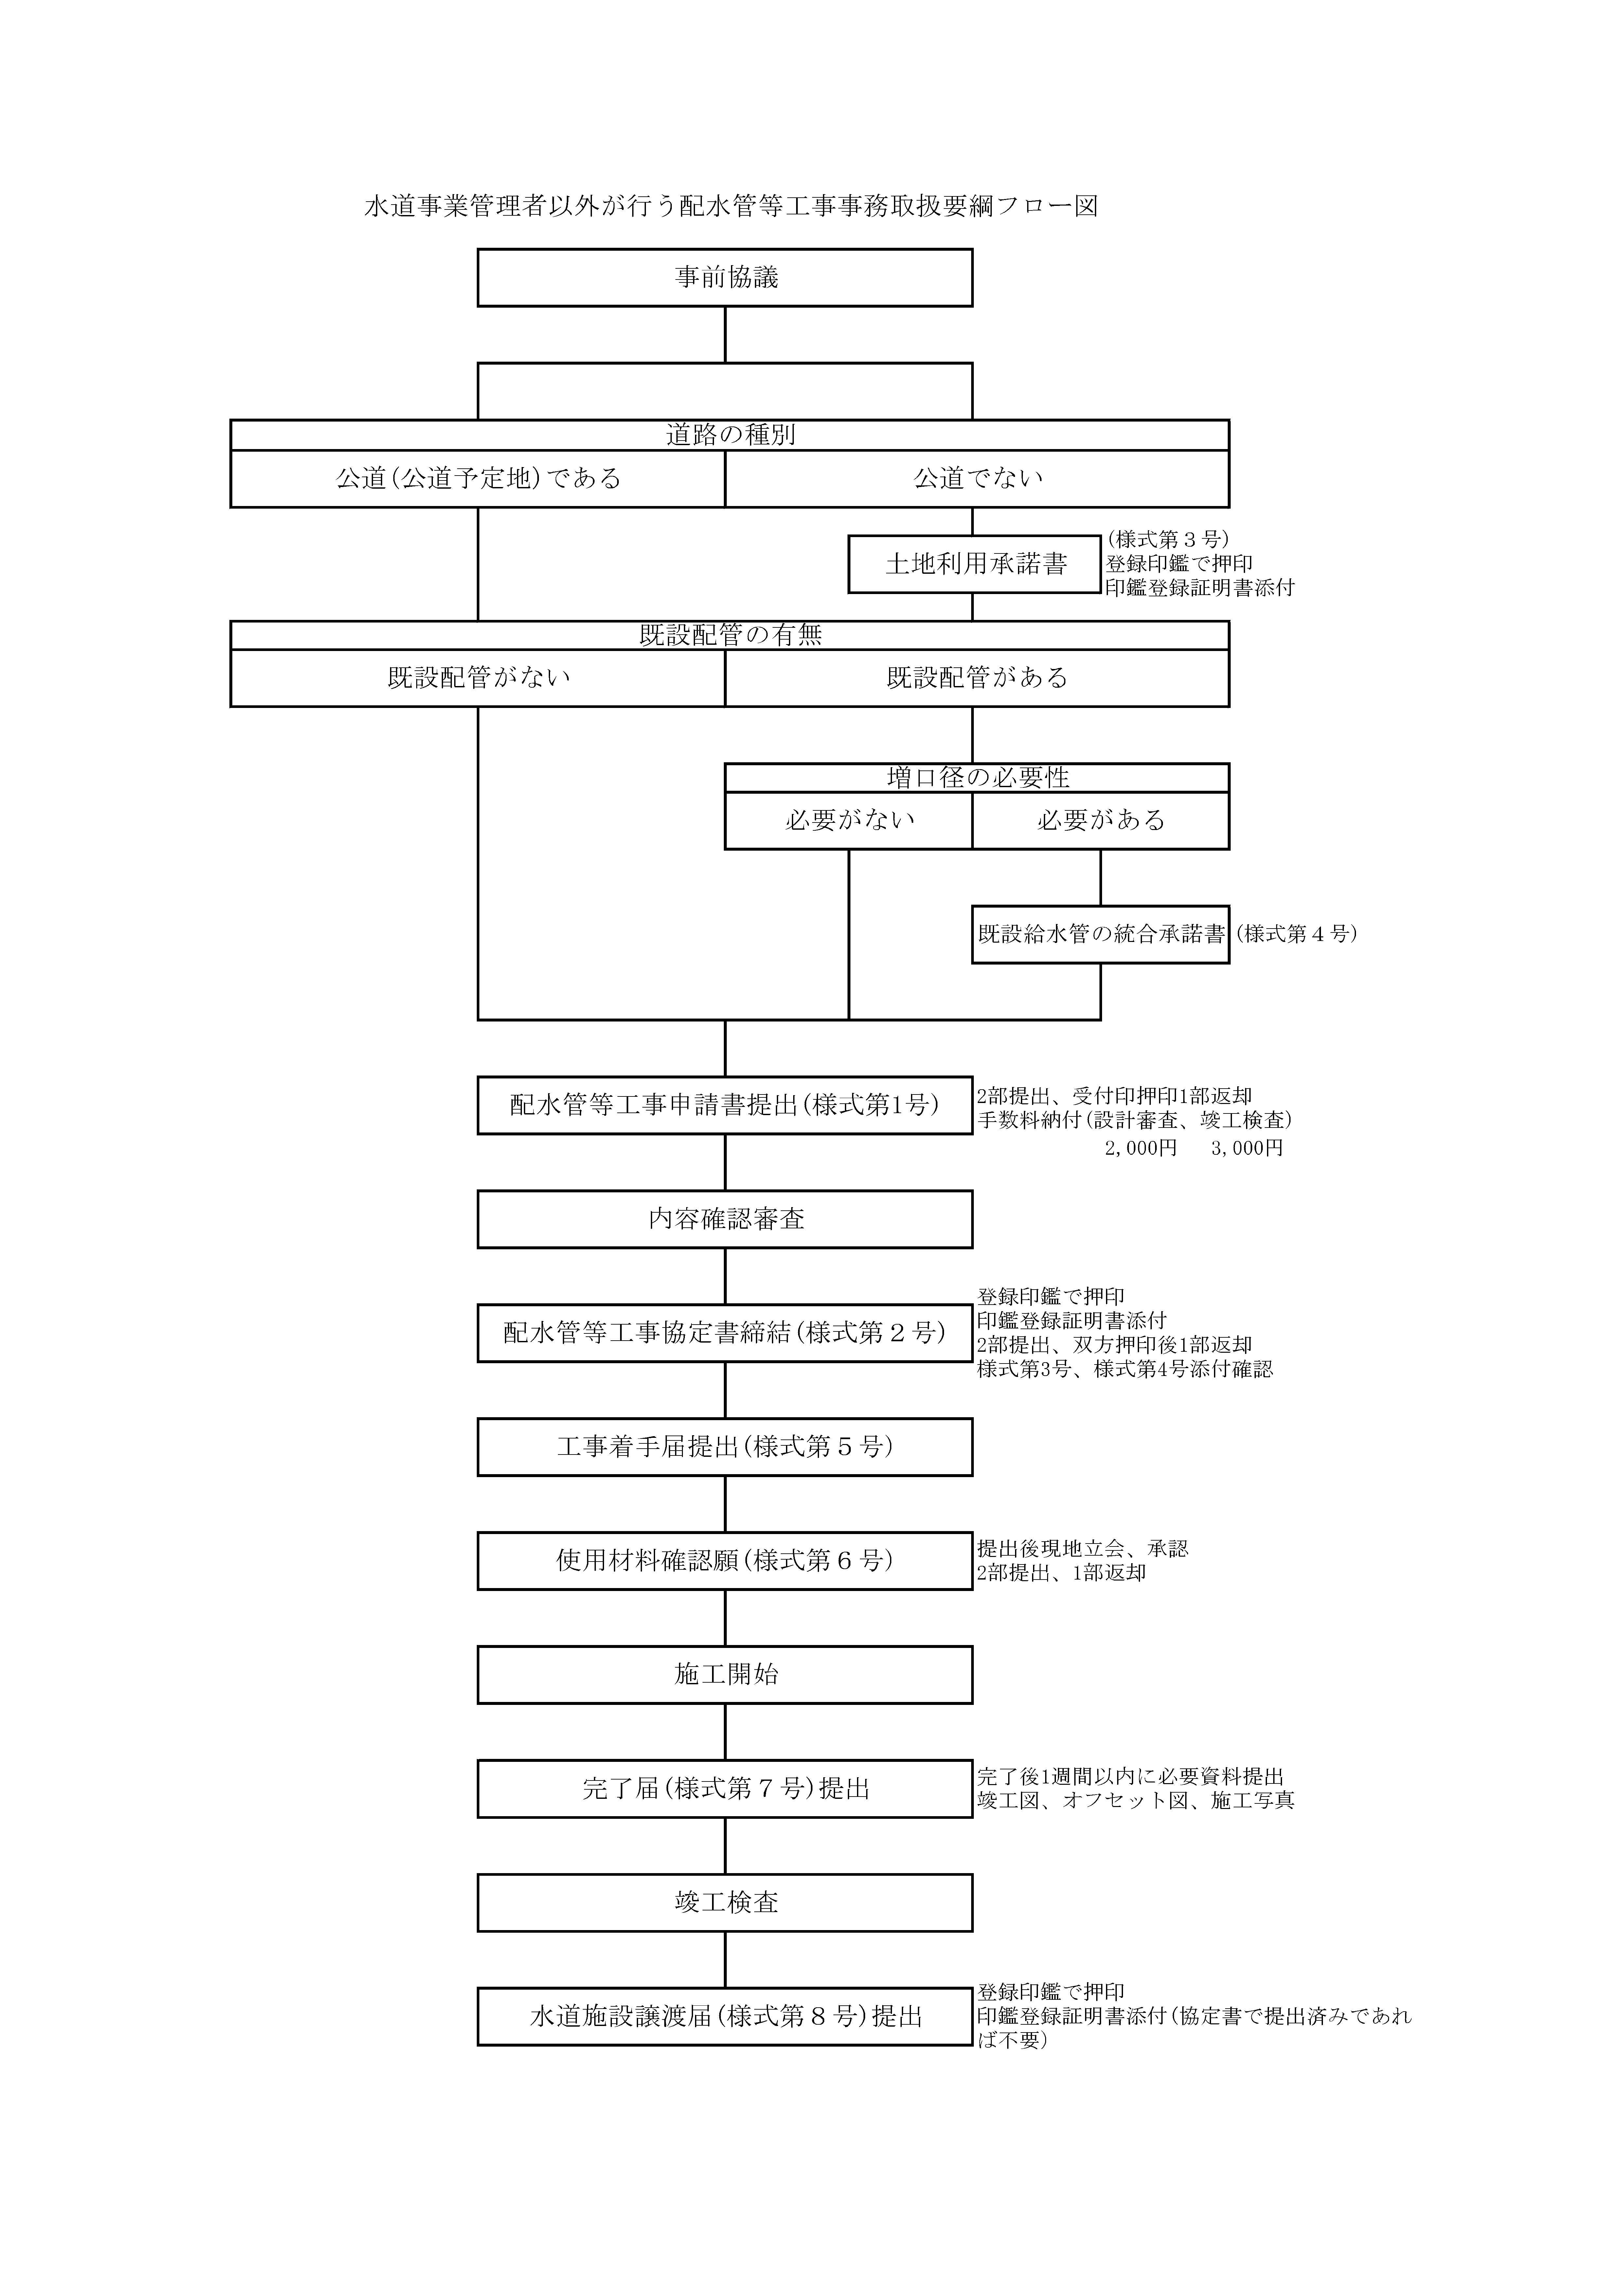 水道事業管理者以外が行う配水管等工事事務取扱要綱フロー図
事前協議
道路の種別
公道(公道予定地)である
公道でない
土地利用承諾書
(様式第３号)
登録印鑑で押印
印鑑登録証明書添付
既設配管の有無
既設配管がない
既設配管がある
増口径の必要性
必要がない
必要がある
既設給水管の統合承諾書
(様式第４号)
配水管等工事申請書提出(様式第1号)
2部提出、受付印押印1部返却
手数料納付(設計審査、竣工検査)
2,000円 3,000円
内容確認審査
配水管等工事協定書締結(様式第２号)
登録印鑑で押印
印鑑登録証明書添付
2部提出、双方押印後1部返却
様式第3号、様式第4号添付確認
工事着手届提出(様式第５号)
使用材料確認願(様式第６号)
提出後現地立会、承認
2部提出、1部返却
施工開始
完了届(様式第７号)提出
完了後1週間以内に必要資料提出
竣工図、オフセット図、施工写真
竣工検査
水道施設譲渡届(様式第８号)提出
登録印鑑で押印
印鑑登録証明書添付(協定書で提出済みであれ
ば不要)